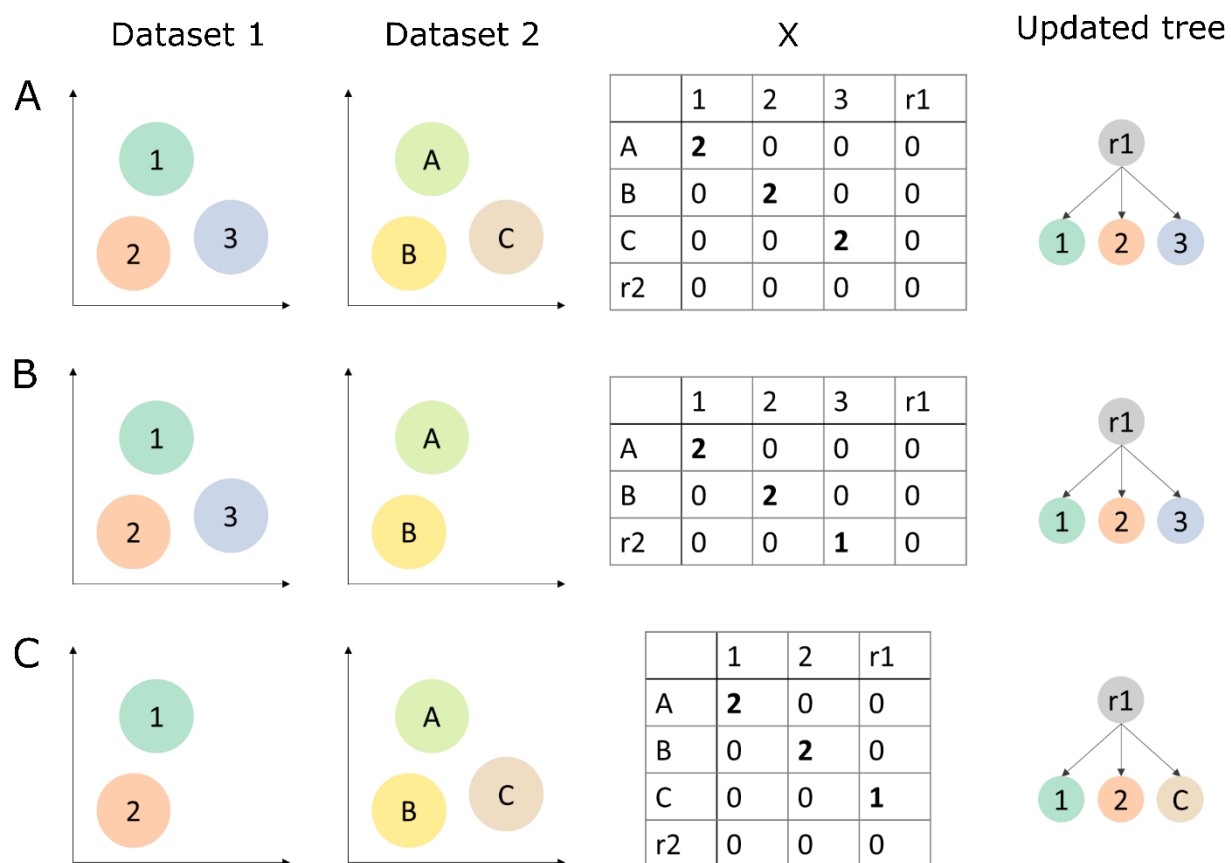 Dataset 1 Dataset 2 X Updated tree
A
1
2
3
A
B
C
1 2 3 r1
A 2 0 0 0
B 0 2 0 0
C 0 0 2 0
r2 0 0 0 0
r1
1 2 3
B
1
2
3
A
B
1 2 3 r1
A 2 0 0 0
B 0 2 0 0
r2 0 0 1 0
r1
1 2 3
C
1
2
A
B
C
1 2 r1
A 2 0 0
B 0 2 0
C 0 0 1
r2 0 0 0
r1
1 2 C